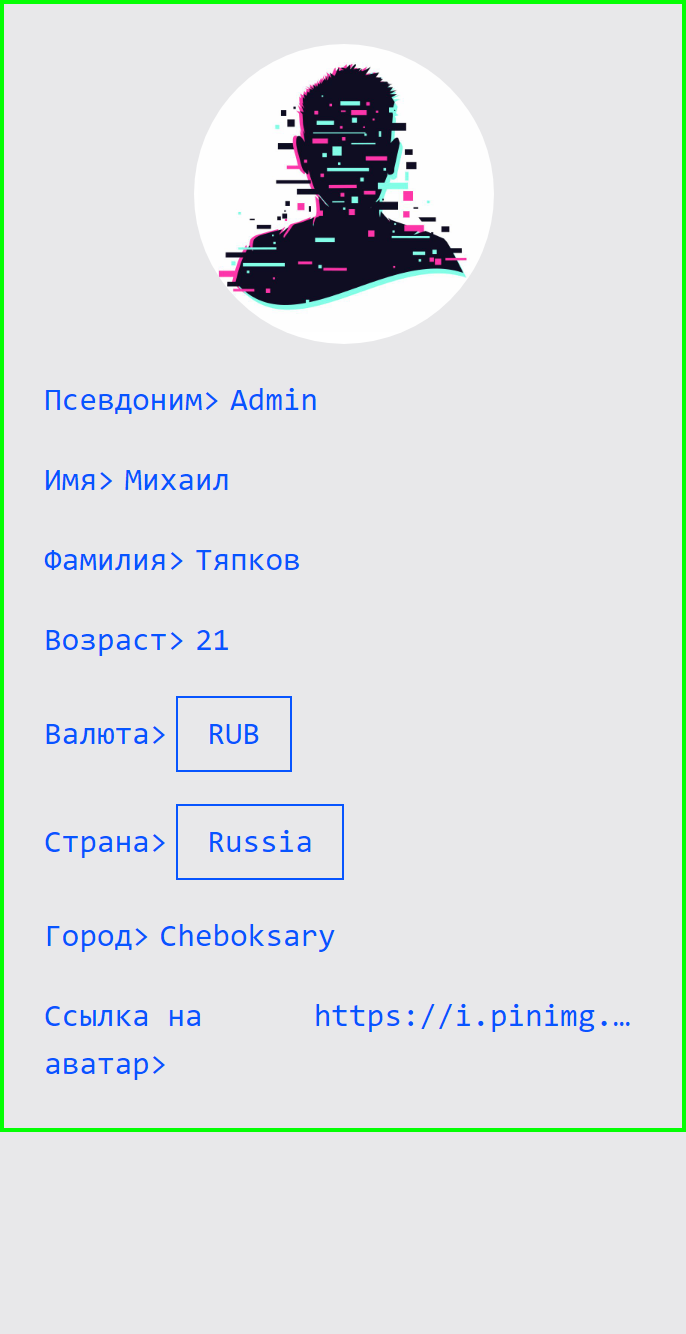 Псевдоним> Admin
Имя> Михаил
Фамилия> Тяпков
Возраст> 21
Валюта> RUB
Страна> Russia
Город> Cheboksary
Ссылка на https://i.pinimg.…
аватар>